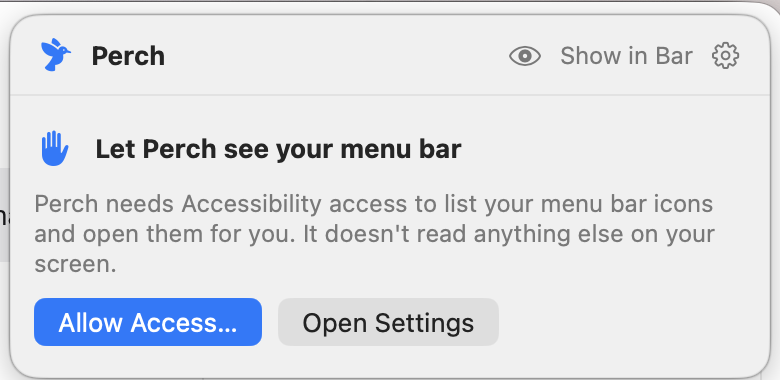 Perch
Show in Bar
Let Perch see your menu bar
Perch needs Accessibility access to list your menu bar icons
and open them for you. It doesn't read anything else on your
screen.
Allow Access...
Open Settings